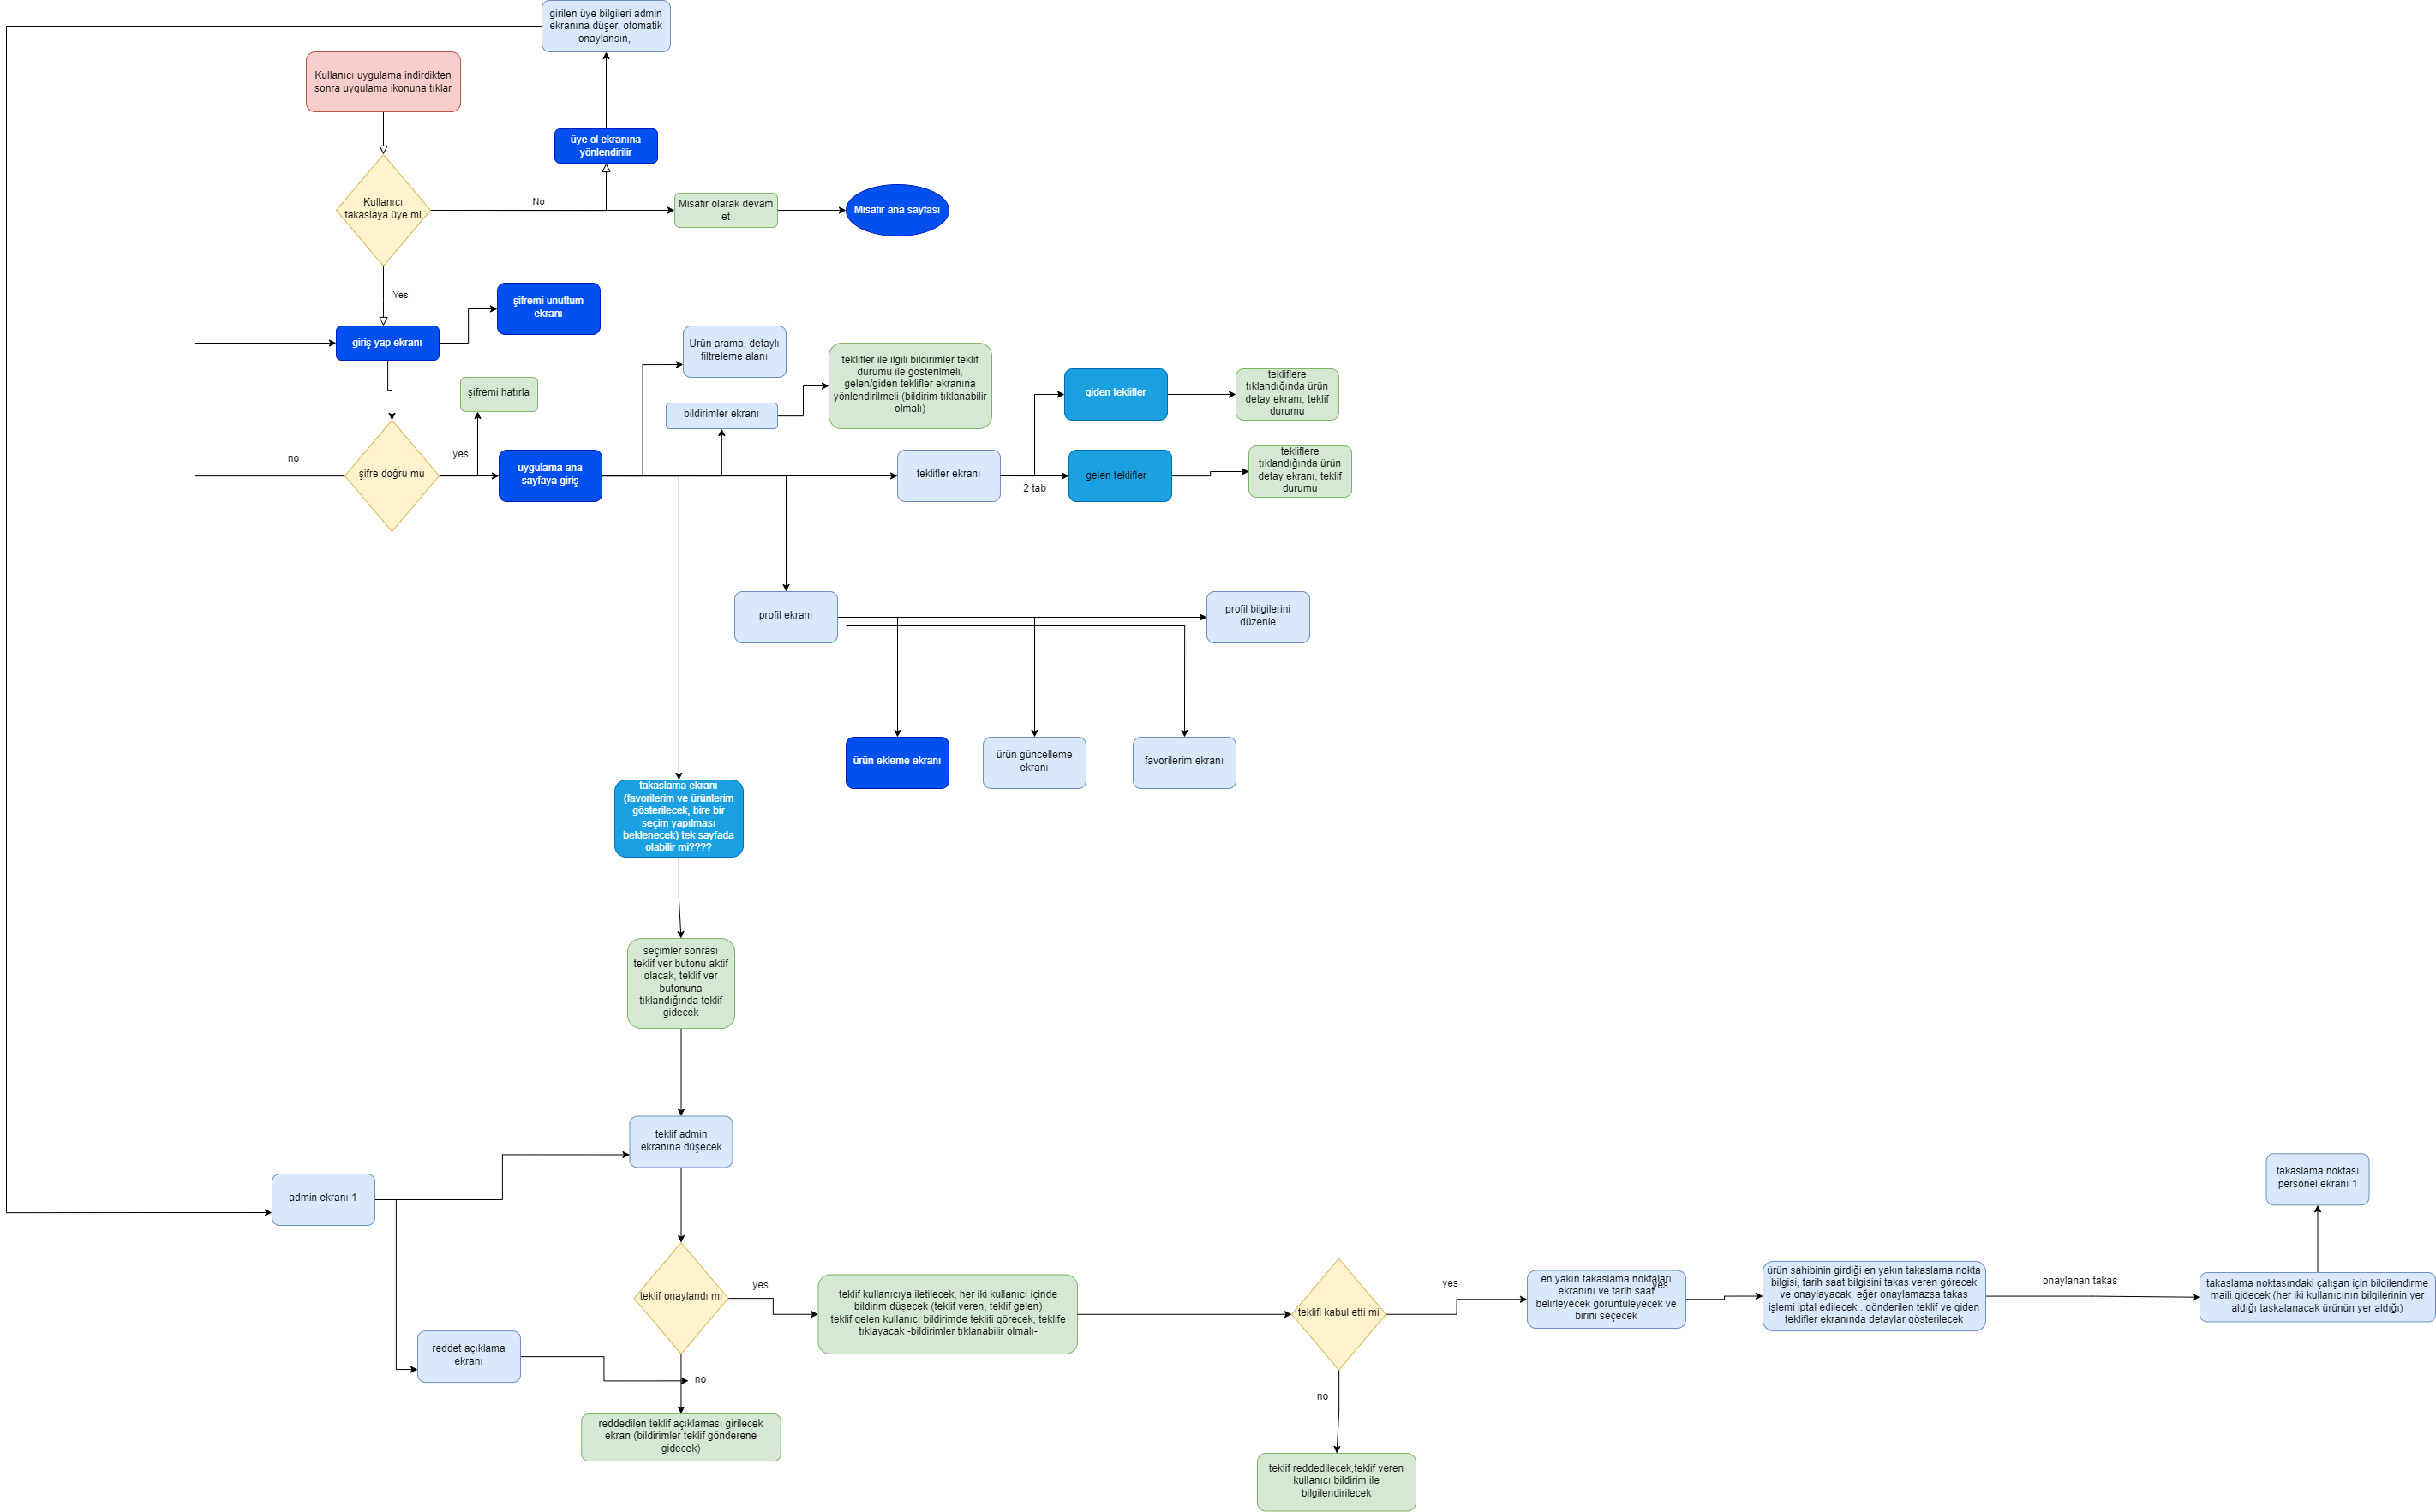 girilen üye bilgileri admin
ekranına düşer, otomatik
onaylansın,
Kullanıcı uygulama indirdikten
sonra uygulama ikonuna tıklar
üye ol ekranına
yönlendirilir
Kullanıcı
takaslaya üye mi
No
Misafir olarak devam
et
Misafir ana sayfası
Yes
şifremi unuttum
ekranı
giriş yap ekranı
Ürün arama, detaylı
filtreleme alanı
teklifler ile ilgili bildirimler teklif
durumu ile gösterilmeli,
gelen/giden teklifler ekranına
yönlendirilmeli (bildirim tıklanabilir
olmalı)
şifremi hatırla
bildirimler ekranı
giden teklifler
tekliflere
tıklandığında ürün
detay ekranı, teklif
durumu
no
şifre doğru mu
yes
uygulama ana
sayfaya giriş
teklifler ekranı
2 tab
gelen teklifler
tekliflere
tıklandığında ürün
detay ekranı, teklif
durumu
profil ekranı
profil bilgilerini
düzenle
ürün ekleme ekranı
ürün güncelleme
ekranı
favorilerim ekranı
takaslama ekranı
(favorilerim ve ürünlerim
gösterilecek, bire bir
seçim yapılması
beklenecek) tek sayfada
olabilir mi????
seçimler sonrası
teklif ver butonu aktif
olacak, teklif ver
butonuna
tıklandığında teklif
gidecek
teklif admin
ekranına düşecek
admin ekranı 1
takaslama noktası
personel ekranı 1
teklif onaylandı mı
yes
teklif kullanıcıya iletilecek, her iki kullanıcı içinde
bildirim düşecek (teklif veren, teklif gelen)
teklif gelen kullanıcı bildirimde teklifi görecek, teklife
tıklayacak -bildirimler tıklanabilir olmalı-
teklifi kabul etti mi
yes
en yakın takaslama noktaları
ekranını ve tarih saat
belirleyecek görüntüleyecek ve
birini seçecek
yes
ürün sahibinin girdiği en yakın takaslama nokta
bilgisi, tarih saat bilgisini takas veren görecek
ve onaylayacak, eğer onaylamazsa takas
işlemi iptal edilecek . gönderilen teklif ve giden
teklifler ekranında detaylar gösterilecek
onaylanan takas
takaslama noktasındaki çalışan için bilgilendirme
maili gidecek (her iki kullanıcının bilgilerinin yer
aldığı taskalanacak ürünün yer aldığı)
reddet açıklama
ekranı
no
reddedilen teklif açıklaması girilecek
ekran (bildirimler teklif gönderene
gidecek)
no
teklif reddedilecek,teklif veren
kullanıcı bildirim ile
bilgilendirilecek